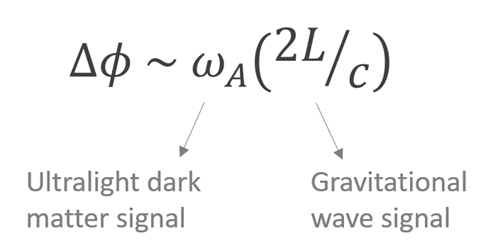 Δϕ ~ ω_A(2L/c)
Ultralight dark
matter signal
Gravitational
wave signal